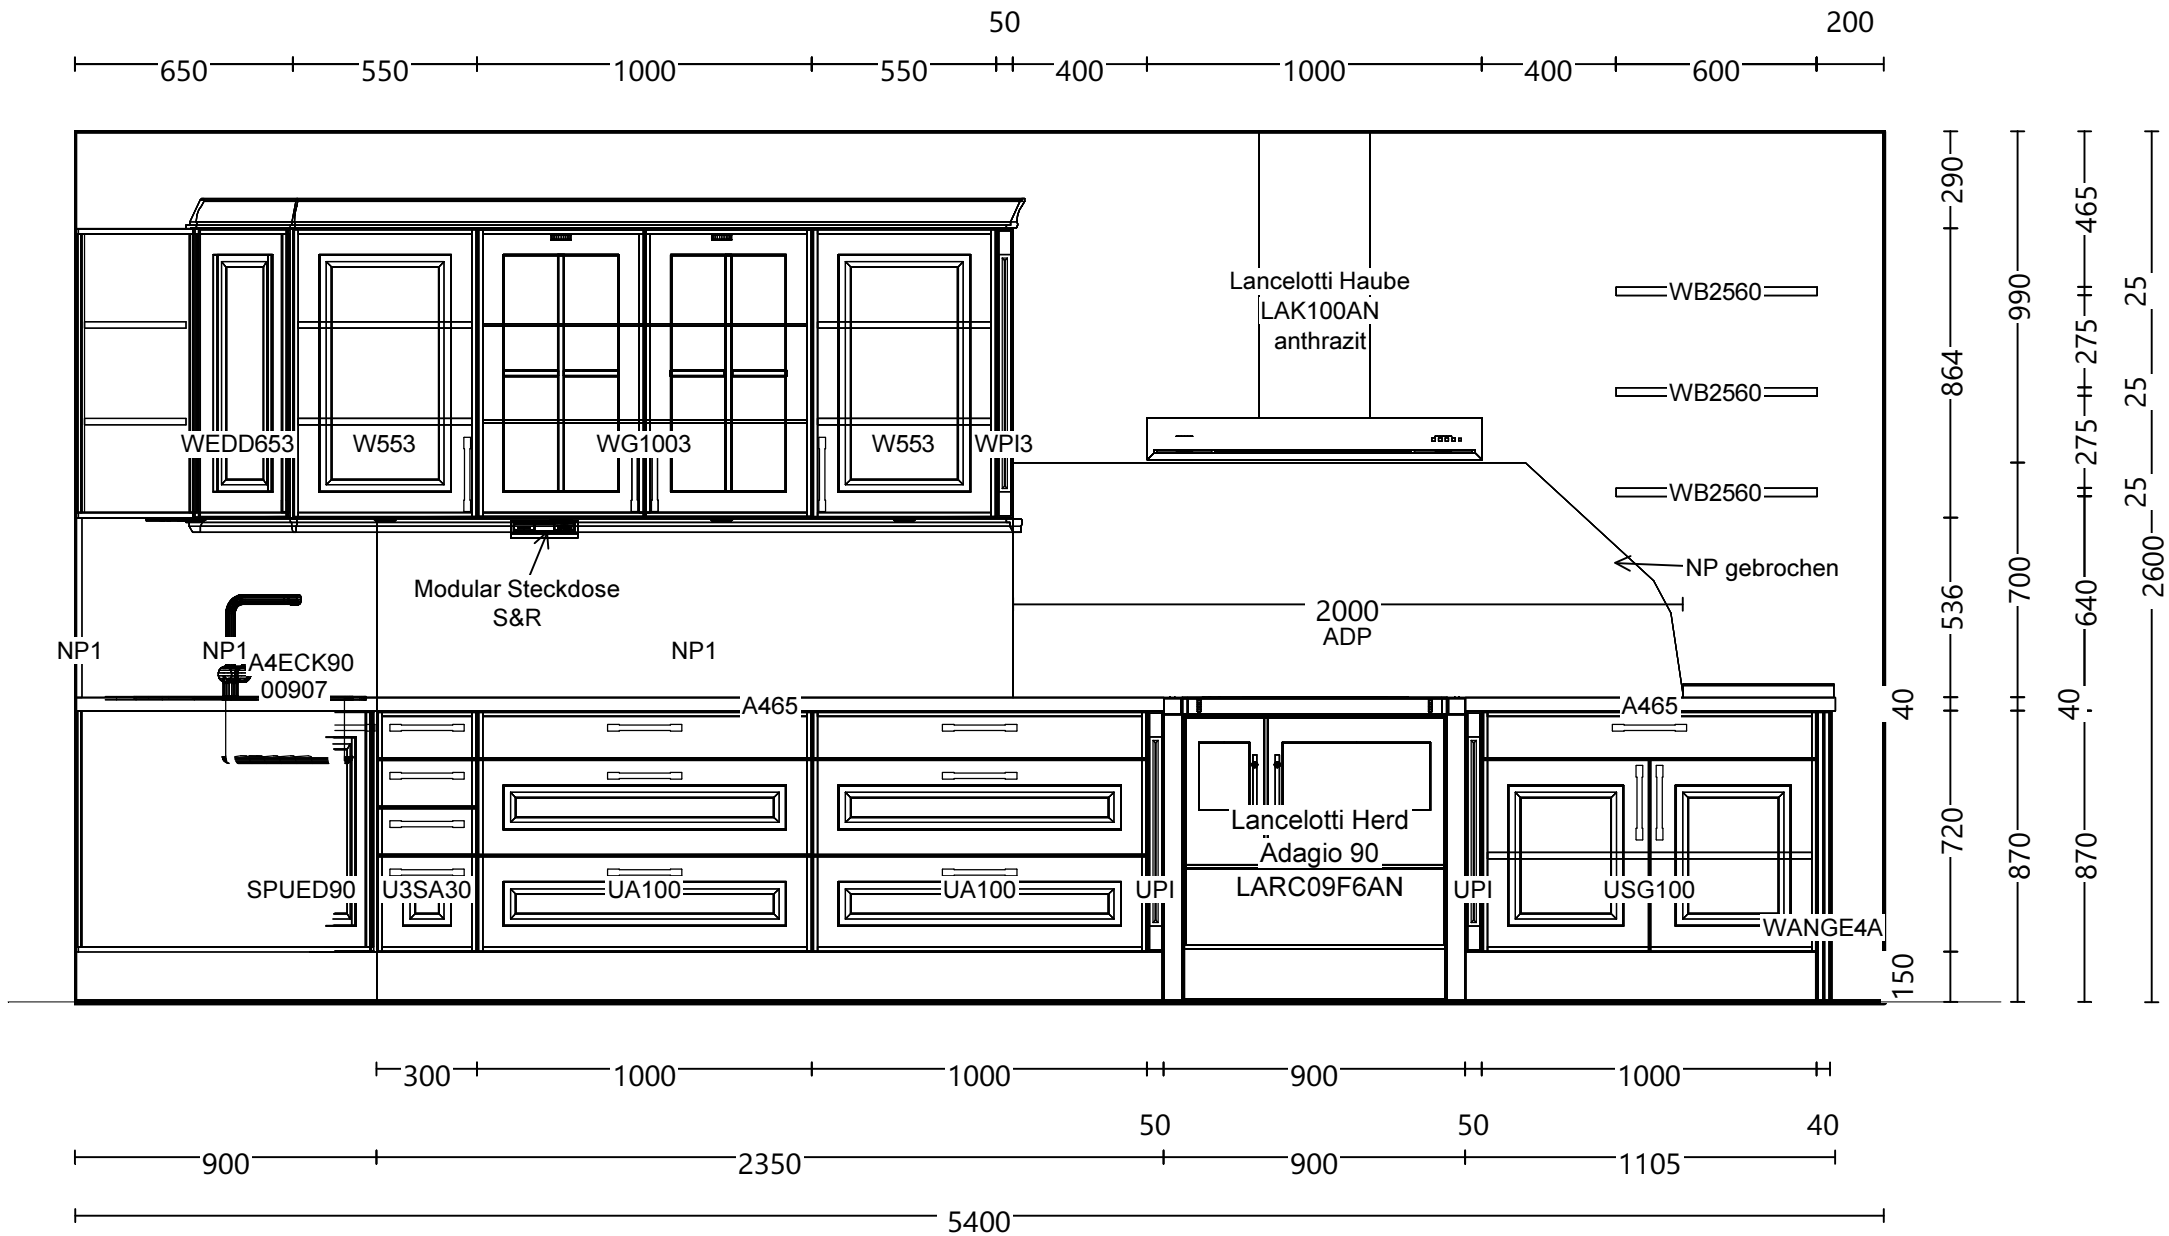 50
200
650
550
1000
550
400
1000
400
600
290
465
Lancelotti Haube
LAK100AN
anthrazit
WB2560
25
990
275
864
WB2560
25
WEDD653
W553
WG1003
W553
WPI3
275
WB2560
25
Modular Steckdose
S&R
NP gebrochen
2600
2000
ADP
536
700
640
NP1
NP1
NP1
A4ECK90
00907
A465
A465
40
40
Lancelotti Herd
Adagio 90
LARC09F6AN
720
870
870
SPUED90
U3SA30
UA100
UA100
UPI
UPI
USG100
WANGE4A
150
300
1000
1000
900
1000
50
50
40
900
2350
900
1105
5400